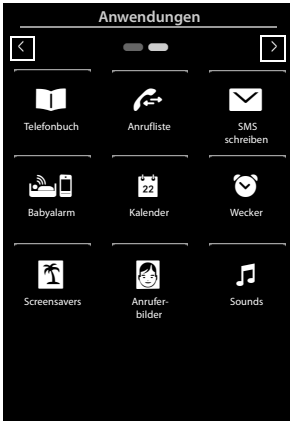 Anwendungen
Telefonbuch
Anrufliste
SMS
schreiben
Babyalarm
22
Kalender
Wecker
Screensavers
Anrufer-
bilder
Sounds